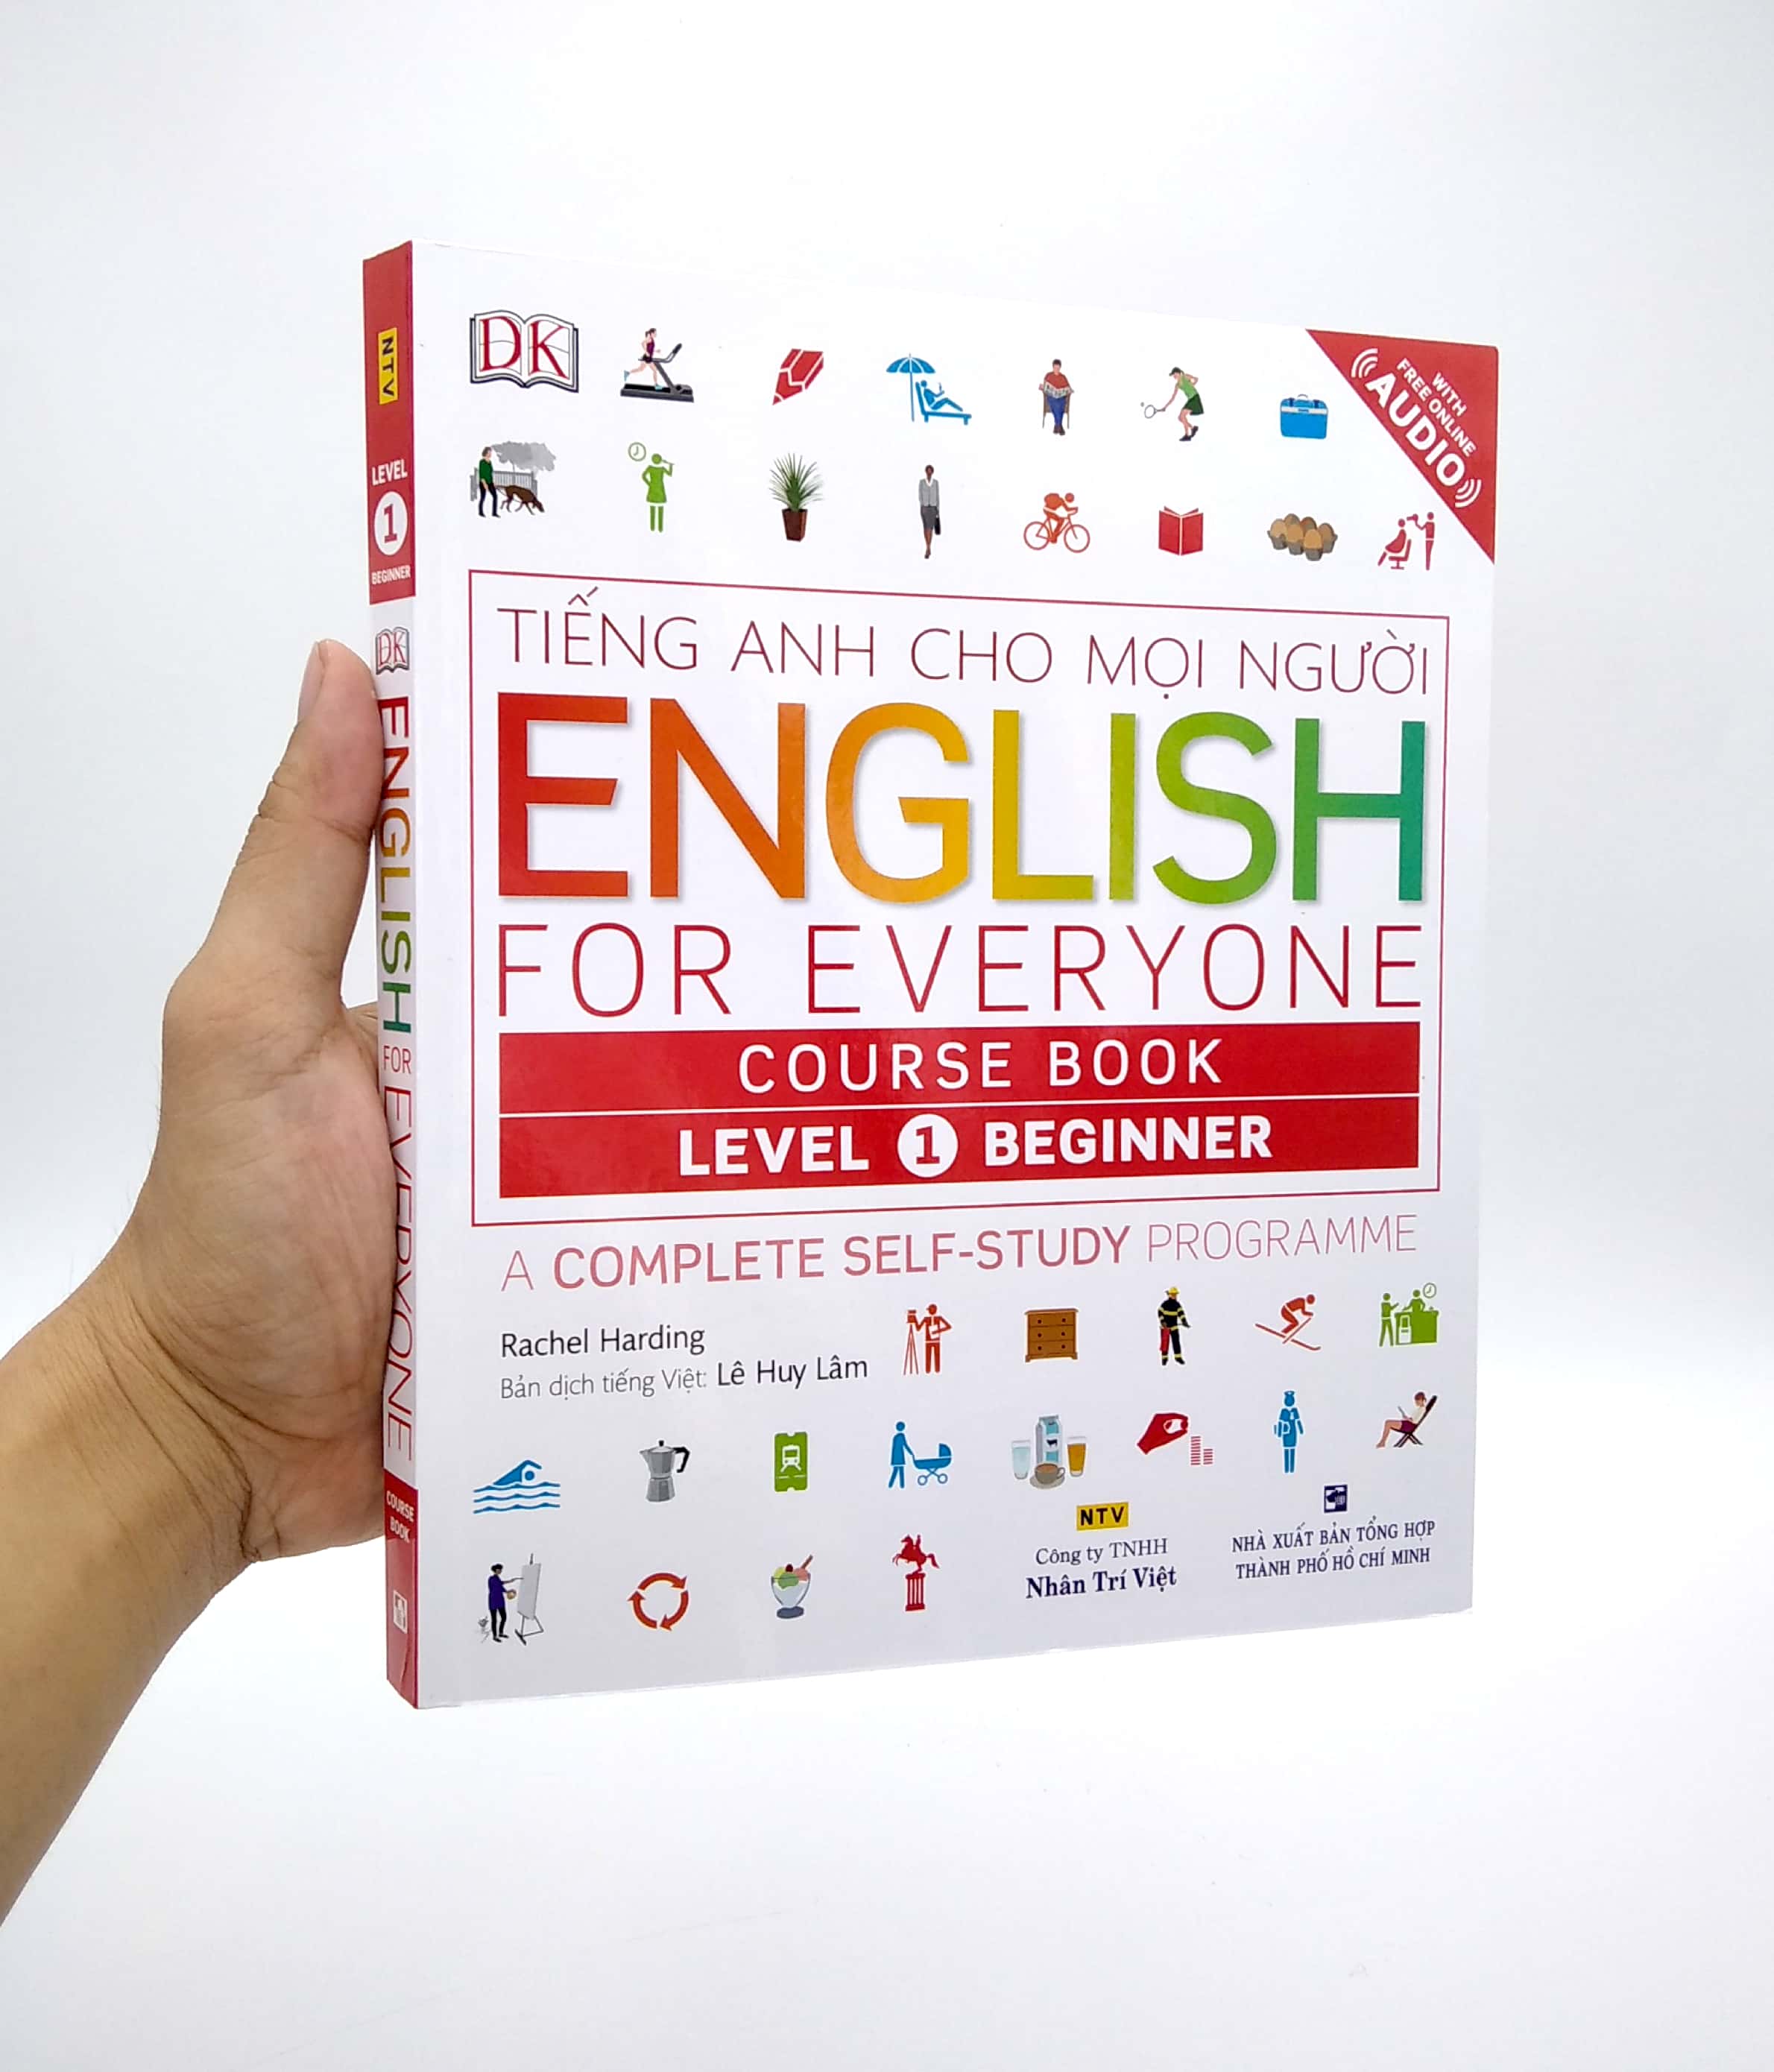 NTV
LEVEL
1
BEGINNER
DK
ENGLISH FOR EVERYONE
COURSE
BOOK
DK
WITH
FREE ONLINE
AUDIO
TIẾNG ANH CHO MỌI NGƯỜI
ENGLISH
FOR EVERYONE
COURSE BOOK
LEVEL 1 BEGINNER
A COMPLETE SELF-STUDY PROGRAMME
Rachel Harding
Bản dịch tiếng Việt: Lê Huy Lâm
NTV
Công ty TNHH
Nhân Trí Việt
NHÀ XUẤT BẢN TỔNG HỢP
THÀNH PHỐ HỒ CHÍ MINH